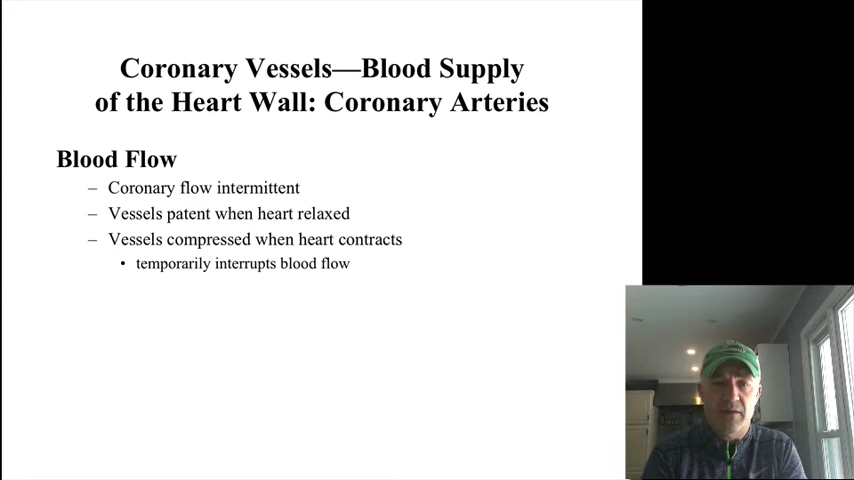 Coronary Vessels—Blood Supply
of the Heart Wall: Coronary Arteries
Blood Flow
– Coronary flow intermittent
– Vessels patent when heart relaxed
– Vessels compressed when heart contracts
• temporarily interrupts blood flow